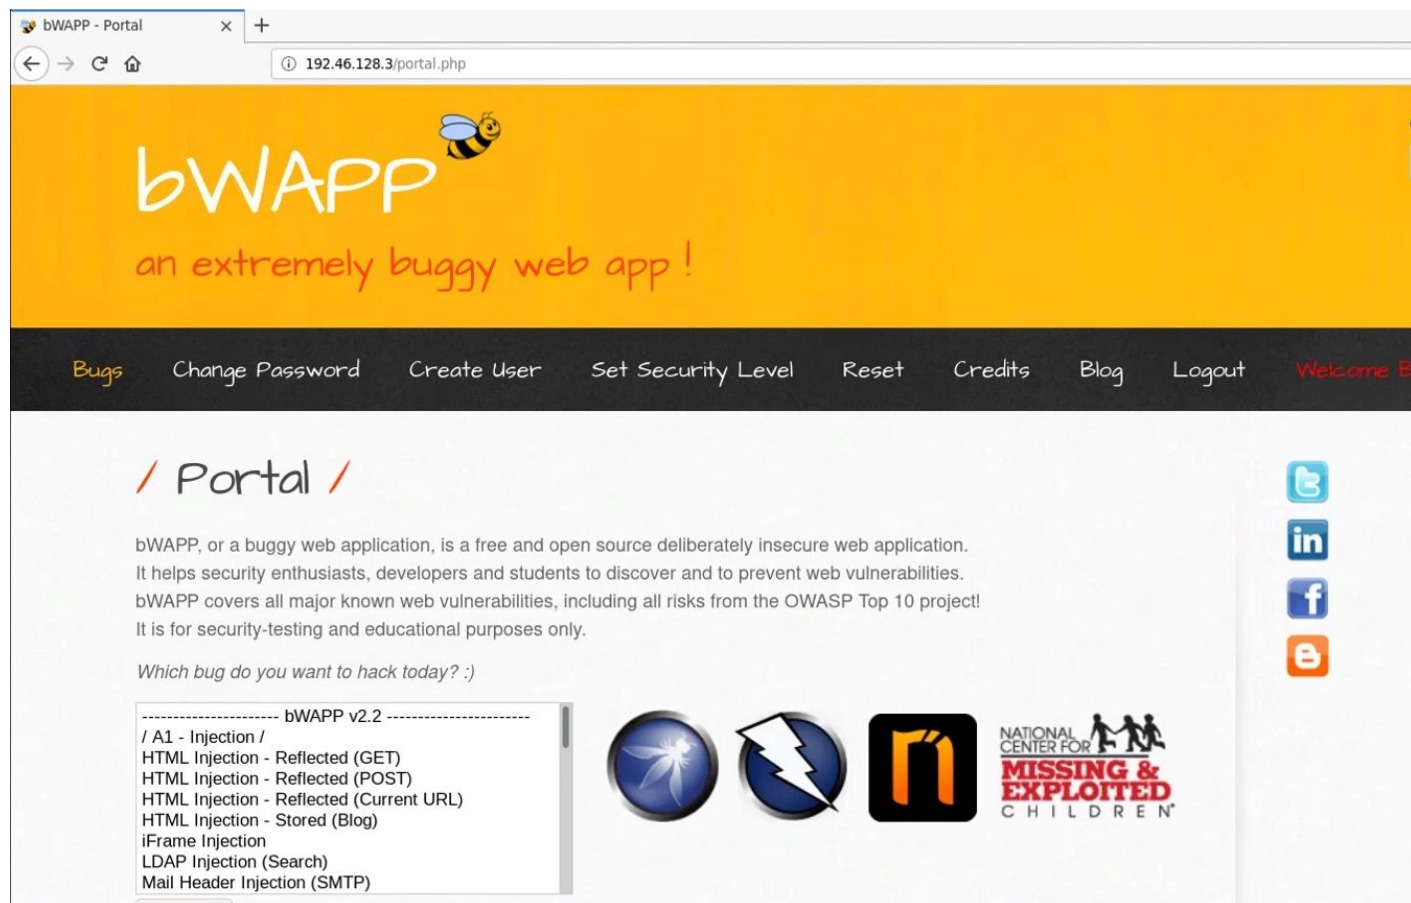 bWAPP - Portal
192.46.128.3/portal.php
bWAPP
an extremely buggy web app !
Bugs Change Password Create User Set Security Level Reset Credits Blog Logout Welcome B
/ Portal /
bWAPP, or a buggy web application, is a free and open source deliberately insecure web application.
It helps security enthusiasts, developers and students to discover and to prevent web vulnerabilities.
bWAPP covers all major known web vulnerabilities, including all risks from the OWASP Top 10 project!
It is for security-testing and educational purposes only.
Which bug do you want to hack today? :)
---------------------- bWAPP v2.2 -----------------------
/ A1 - Injection /
HTML Injection - Reflected (GET)
HTML Injection - Reflected (POST)
HTML Injection - Reflected (Current URL)
HTML Injection - Stored (Blog)
iFrame Injection
LDAP Injection (Search)
Mail Header Injection (SMTP)
NATIONAL
CENTER FOR
MISSING &
EXPLOITED
CHILDREN
in